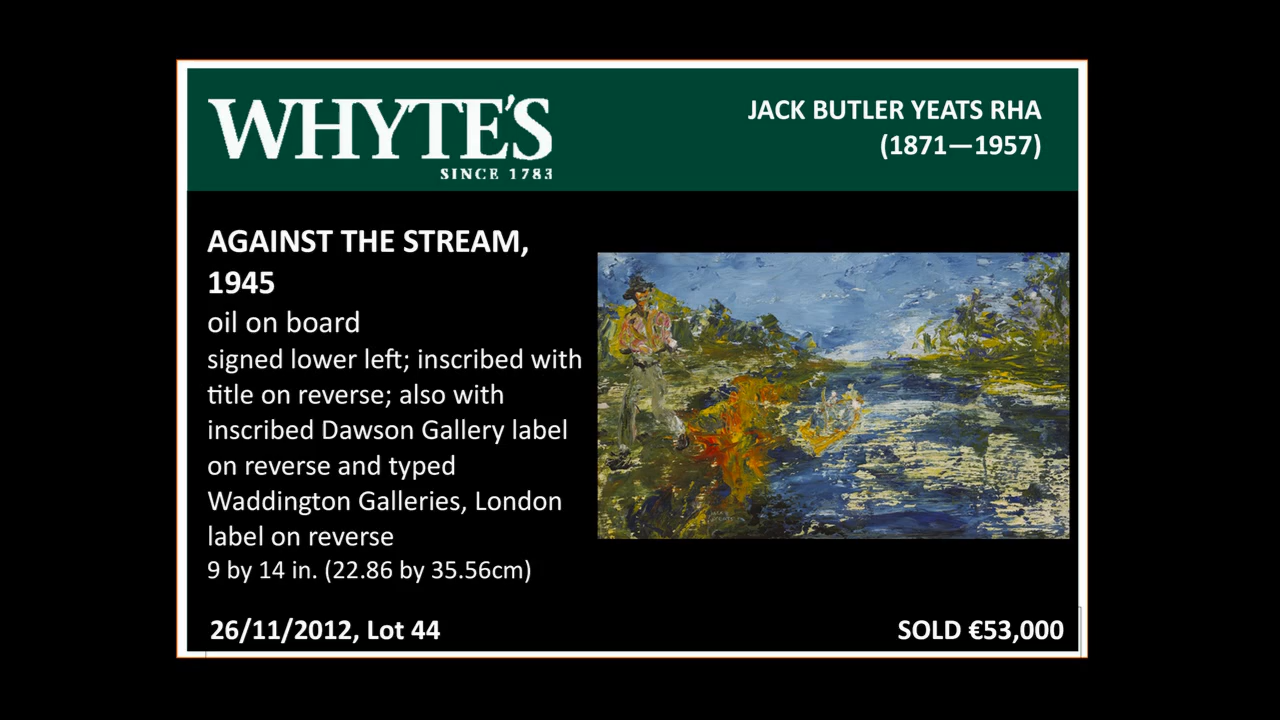 WHYTE'S
SINCE 1783
JACK BUTLER YEATS RHA
(1871—1957)
AGAINST THE STREAM,
1945
oil on board
signed lower left; inscribed with
title on reverse; also with
inscribed Dawson Gallery label
on reverse and typed
Waddington Galleries, London
label on reverse
9 by 14 in. (22.86 by 35.56cm)
26/11/2012, Lot 44
SOLD €53,000